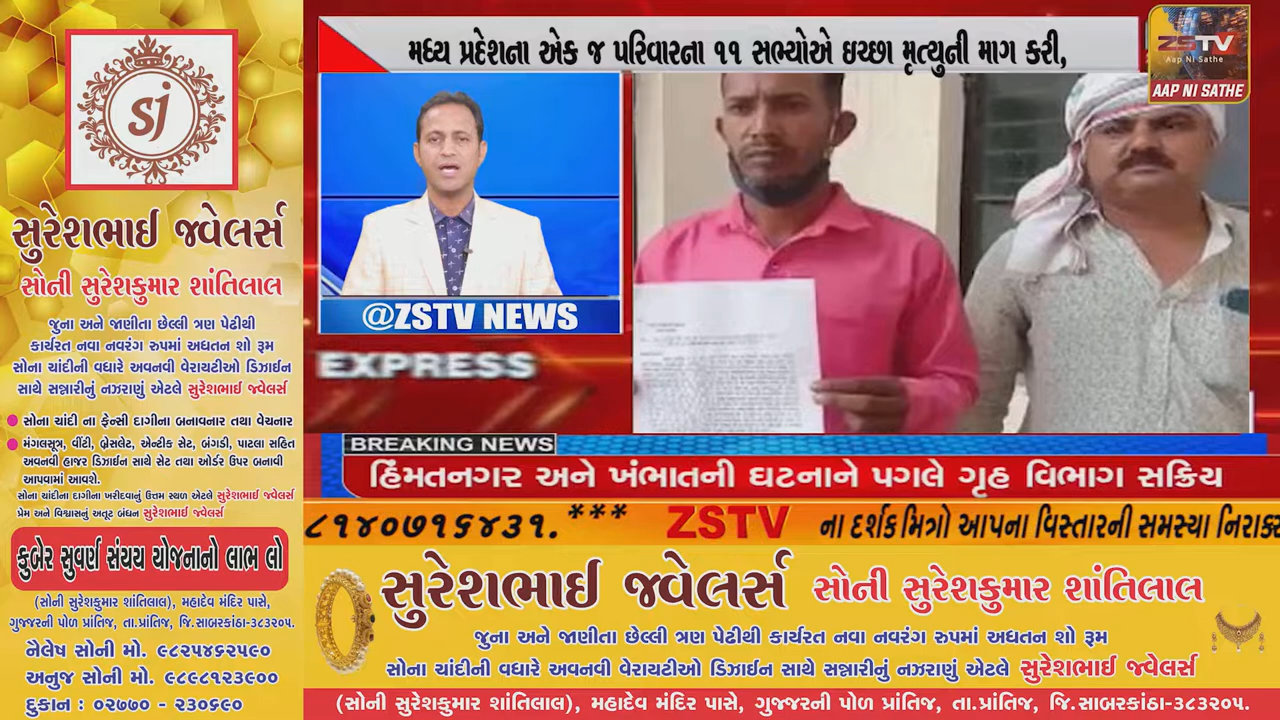 sj
સુરેશભાઈ જ્વેલર્સ
સોની સુરેશકુમાર શાંતિલાલ
જુના અને જાણીતા છેલ્લી ત્રણ પેઢીથી
કાર્યરત નવા નવરંગ રુપમાં અદ્યતન શો રૂમ
સોના ચાંદીની વધારે અવનવી વેરાયટીઓ ડિઝાઈન
સાથે સન્નારીનું નઝરાણું એટલે સુરેશભાઈ જ્વેલર્સ
સોના ચાંદી ના ફેન્સી દાગીના બનાવનાર તથા વેચનાર
મંગલસૂત્ર, વીંટી, બ્રેસલેટ, એન્ટીક સેટ, બંગડી, પાટલા સહિત
અવનવી હાજર ડિઝાઈન સાથે સેટ તથા ઓર્ડર ઉપર બનાવી
આપવામાં આવશે.
સોના ચાંદીના દાગીના ખરીદવાનું ઉત્તમ સ્થળ એટલે સુરેશભાઈ જ્વેલર્સ
પ્રેમ અને વિશ્વાસનું અતૂટ બંધન સુરેશભાઈ જ્વેલર્સ
કુબેર સુવર્ણ સંચય યોજનાનો લાભ લો
(સોની સુરેશકુમાર શાંતિલાલ), મહાદેવ મંદિર પાસે,
ગુજ્જરની પોળ પ્રાંતિજ, તા.પ્રાંતિજ, જિ.સાબરકાંઠા-૩૮૩૨૦૫.
નૈલેષ સોની મો. ૯૮૨૫૪૬૨૫૯૦
અનુજ સોની મો. ૯૮૯૮૧૨૩૯૦૦
દુકાન : ૦૨૭૭૦ - ૨૩૦૬૯૦
મધ્ય પ્રદેશના એક જ પરિવારના ૧૧ સભ્યોએ ઇચ્છા મૃત્યુની માગ કરી,
ZSTV
Aap Ni Sathe
AAP NI SATHE
@ZSTV NEWS
EXPRESS
BREAKING NEWS
હિંમતનગર અને ખંભાતની ઘટનાને પગલે ગૃહ વિભાગ સક્રિય
૮૧૪૦૭૧૬૪૩૧.*** ZSTV ના દર્શક મિત્રો આપના વિસ્તારની સમસ્યા
સુરેશભાઈ જ્વેલર્સ સોની સુરેશકુમાર શાંતિલાલ
જુના અને જાણીતા છેલ્લી ત્રણ પેઢીથી કાર્યરત નવા નવરંગ રુપમાં અદ્યતન શો રૂમ
સોના ચાંદીની વધારે અવનવી વેરાયટીઓ ડિઝાઈન સાથે સન્નારીનું નઝરાણું એટલે સુરેશભાઈ જ્વેલર્સ
(સોની સુરેશકુમાર શાંતિલાલ), મહાદેવ મંદિર પાસે, ગુજ્જરની પોળ પ્રાંતિજ, તા.પ્રાંતિજ, જિ.સાબરકાંઠા-૩૮૩૨૦૫.